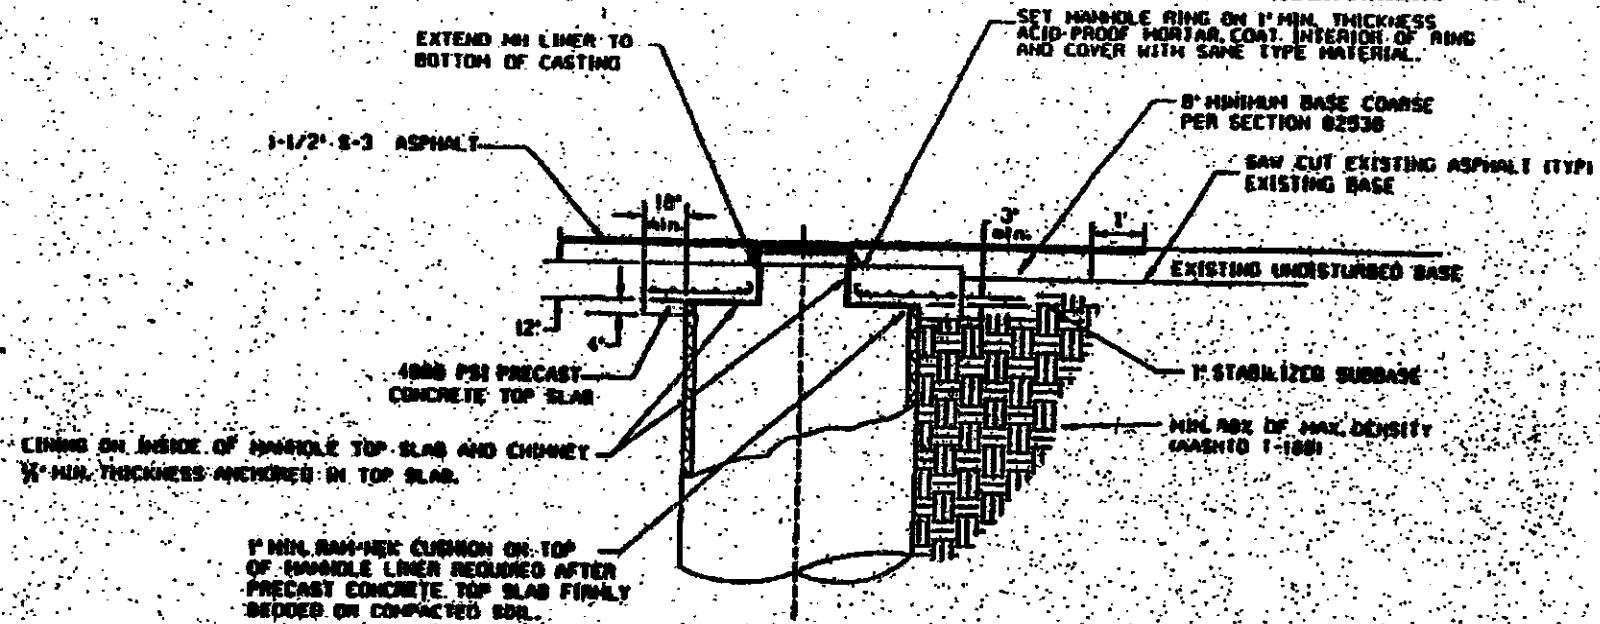 EXTEND MH LINER TO
BOTTOM OF CASTING
SET MANHOLE RING ON 1" MIN. THICKNESS
ACID-PROOF MORTAR. COAT INTERIOR OF RING
AND COVER WITH SAME TYPE MATERIAL.
8" MINIMUM BASE COARSE
PER SECTION 02530
1-1/2" S-3 ASPHALT
SAW CUT EXISTING ASPHALT (TYP)
EXISTING BASE
18"
min.
3"
min.
1'
EXISTING UNDISTURBED BASE
12"
4000 PSI PRECAST
CONCRETE TOP SLAB
1' STABILIZED SUBBASE
LINING ON INSIDE OF MANHOLE TOP SLAB AND CHIMNEY
MIN. THICKNESS ANCHORED IN TOP SLAB.
MIN. OF MAX. DENSITY
(AASHTO T-180)
1" MIN. RAM-NEK CUSHION ON TOP
OF MANHOLE LINER REQUIRED AFTER
PRECAST CONCRETE TOP SLAB FIRMLY
BEDDED ON COMPACTED SOIL.